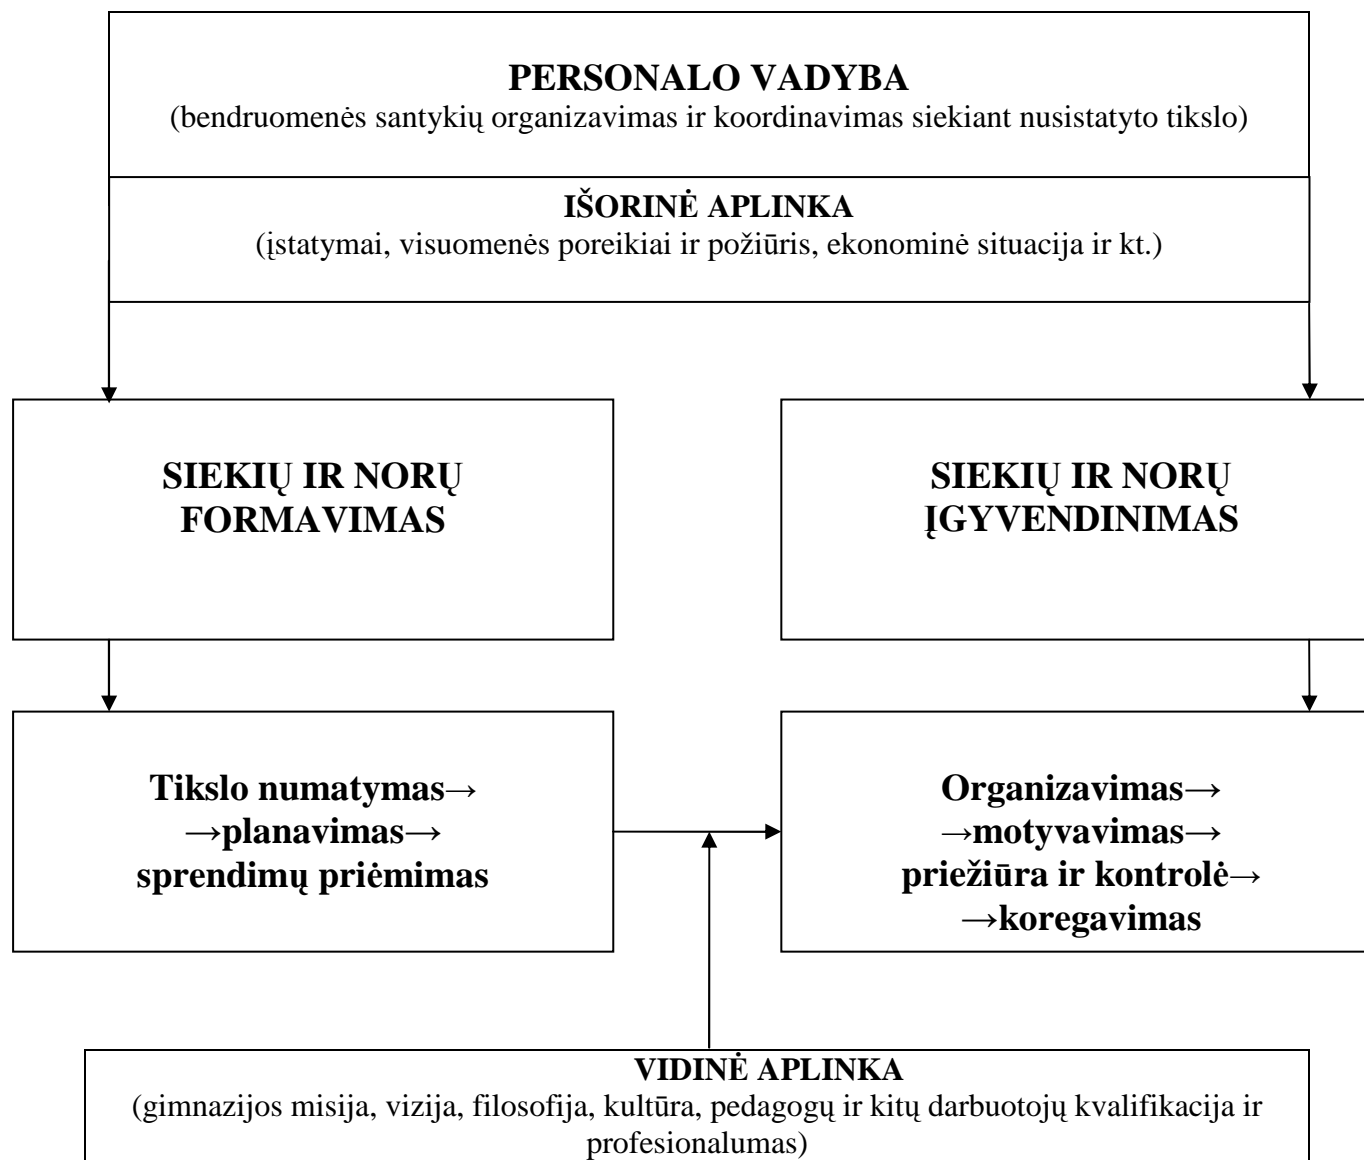 PERSONALO VADYBA
(bendruomenės santykių organizavimas ir koordinavimas siekiant nusistatyto tikslo)
IŠORINĖ APLINKA
(įstatymai, visuomenės poreikiai ir požiūris, ekonominė situacija ir kt.)
SIEKIŲ IR NORŲ
FORMAVIMAS
SIEKIŲ IR NORŲ
ĮGYVENDINIMAS
Tikslo numatymas→
→planavimas→
sprendimų priėmimas
Organizavimas→
→motyvavimas→
priežiūra ir kontrolė→
→koregavimas
VIDINĖ APLINKA
(gimnazijos misija, vizija, filosofija, kultūra, pedagogų ir kitų darbuotojų kvalifikacija ir
profesionalumas)